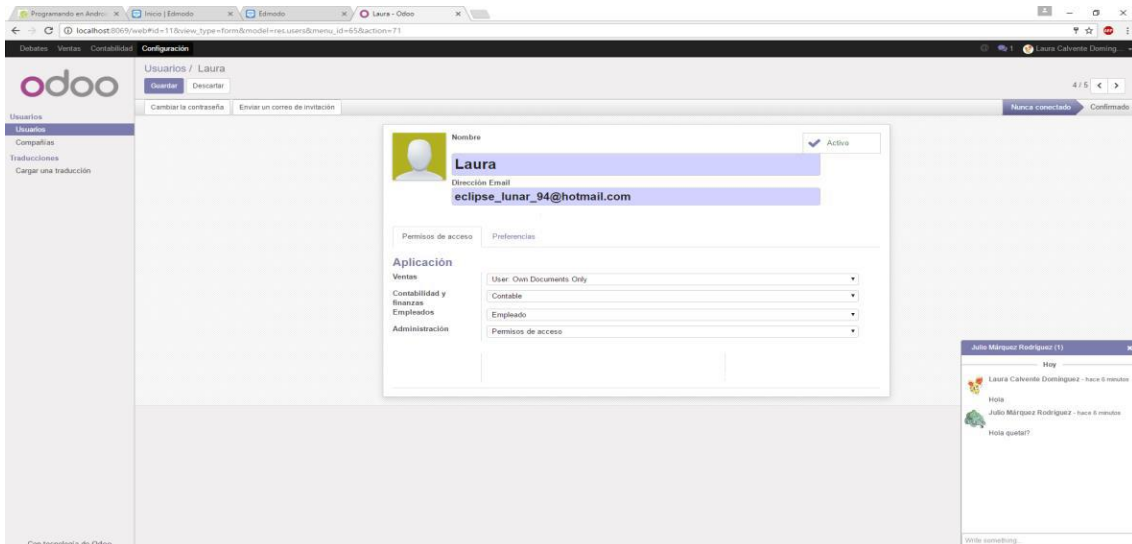 Programando en Androi
Inicio | Edmodo
Edmodo
Laura - Odoo
localhost:8069/web#id=11&view_type=form&model=res.users&menu_id=65&action=71
Debates Ventas Contabilidad Configuración
1 Laura Calvente Doming...
odoo
Usuarios / Laura
Guardar Descartar
4 / 5
Cambiar la contraseña Enviar un correo de invitación
Nunca conectado Confirmado
Usuarios
Usuarios
Compañías
Traducciones
Cargar una traducción
Nombre
Activo
Laura
Dirección Email
eclipse_lunar_94@hotmail.com
Permisos de acceso Preferencias
Aplicación
Ventas User: Own Documents Only
Contabilidad y finanzas Contable
Empleados Empleado
Administración Permisos de acceso
Julio Márquez Rodríguez (1)
Hoy
Laura Calvente Domínguez - hace 6 minutos
Hola
Julio Márquez Rodríguez - hace 6 minutos
Hola quetal?
Write something...
Con tecnología de Odoo